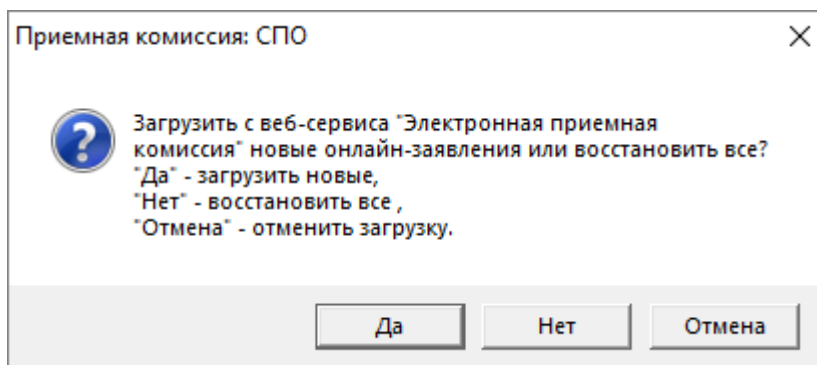 Приемная комиссия: СПО
Загрузить с веб-сервиса "Электронная приемная
комиссия" новые онлайн-заявления или восстановить все?
"Да" - загрузить новые,
"Нет" - восстановить все ,
"Отмена" - отменить загрузку.
Да Нет Отмена